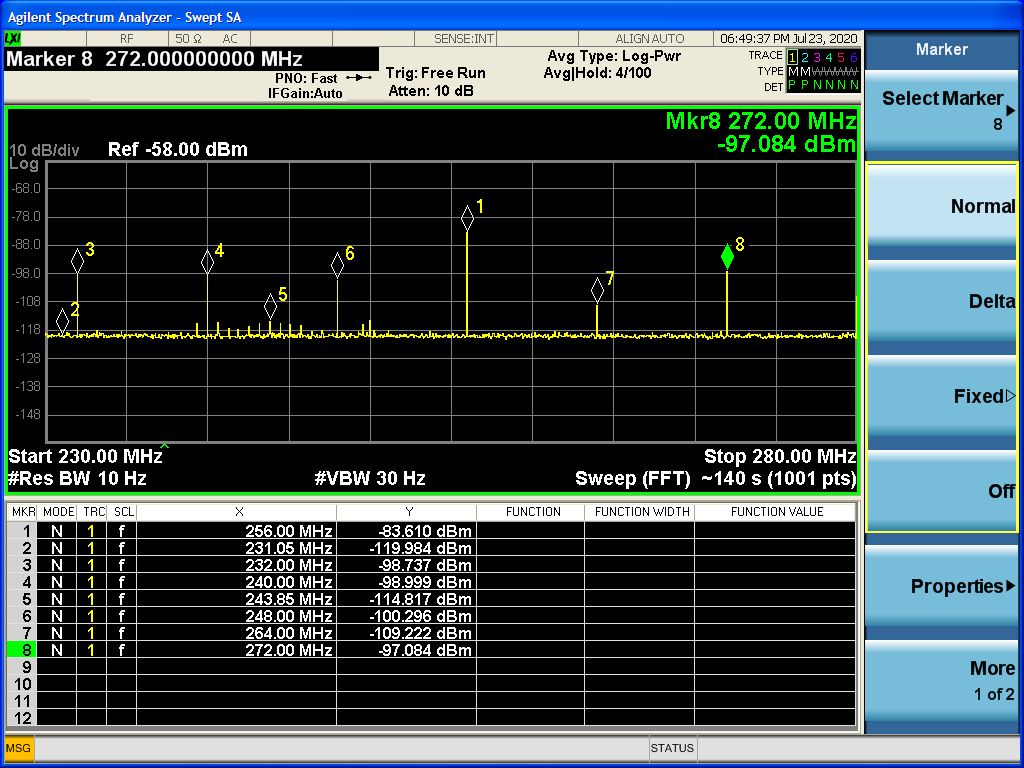 Agilent Spectrum Analyzer - Swept SA
LXI RF 50 Ω AC SENSE:INT ALIGN AUTO 06:49:37 PM Jul 23, 2020
Marker 8 272.000000000 MHz
PNO: Fast
IFGain:Auto
Trig: Free Run
Atten: 10 dB
Avg Type: Log-Pwr
Avg|Hold: 4/100
TRACE 1 2 3 4 5 6
TYPE M M W W W W W
DET P P N N N N
Mkr8 272.00 MHz
-97.084 dBm
10 dB/div Ref -58.00 dBm
Log
-68.0
-78.0
-88.0
-98.0
-108
-118
-128
-138
-148
1
2
3
4
5
6
7
8
Start 230.00 MHz Stop 280.00 MHz
#Res BW 10 Hz #VBW 30 Hz Sweep (FFT) ~140 s (1001 pts)
MKR MODE TRC SCL X Y FUNCTION FUNCTION WIDTH FUNCTION VALUE
1 N 1 f 256.00 MHz -83.610 dBm
2 N 1 f 231.05 MHz -119.984 dBm
3 N 1 f 232.00 MHz -98.737 dBm
4 N 1 f 240.00 MHz -98.999 dBm
5 N 1 f 243.85 MHz -114.817 dBm
6 N 1 f 248.00 MHz -100.296 dBm
7 N 1 f 264.00 MHz -109.222 dBm
8 N 1 f 272.00 MHz -97.084 dBm
9
10
11
12
MSG STATUS
Marker
Select Marker
8
Normal
Delta
Fixed
Off
Properties
More
1 of 2